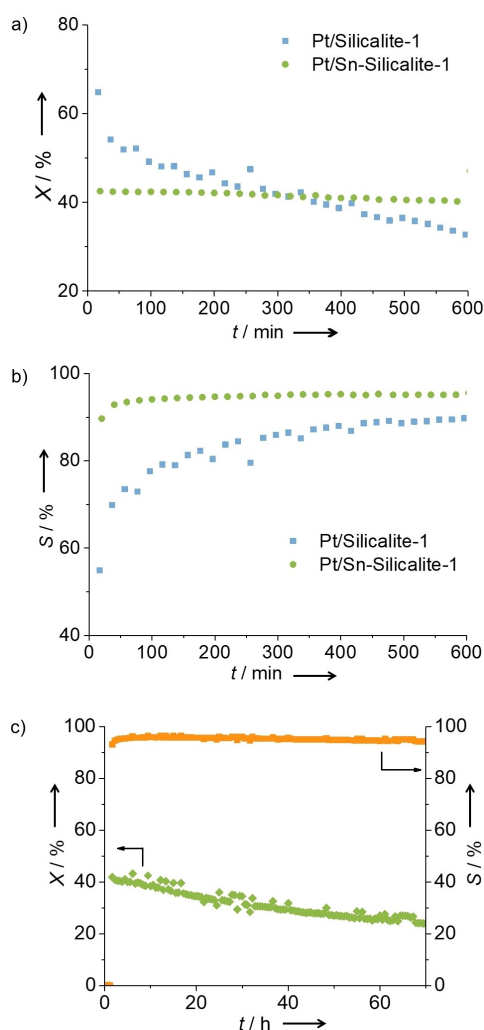 a)
80
60
40
20
X / %
Pt/Silicalite-1
Pt/Sn-Silicalite-1
0 100 200 300 400 500 600
t / min
b)
100
80
60
40
S / %
Pt/Silicalite-1
Pt/Sn-Silicalite-1
0 100 200 300 400 500 600
t / min
c)
100
80
60
40
20
0
X / %
100
80
60
40
20
0
S / %
0 20 40 60
t / h